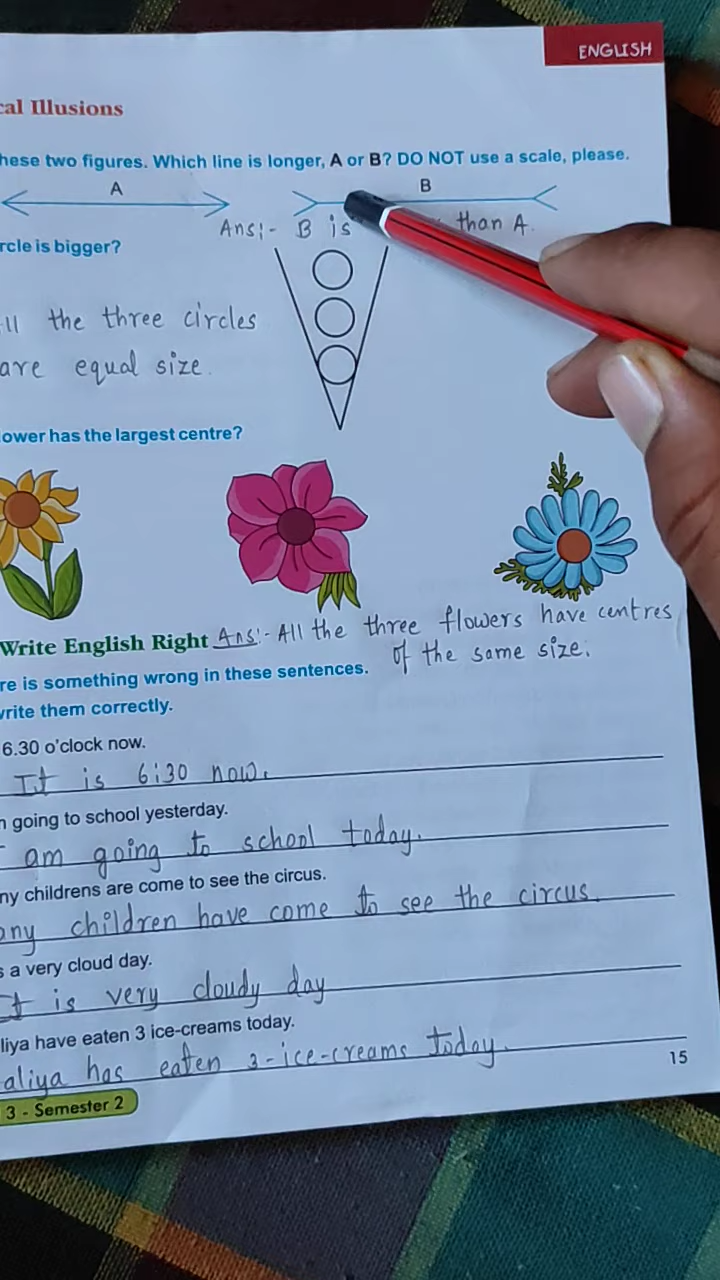 ENGLISH
cal Illusions
hese two figures. Which line is longer, A or B? DO NOT use a scale, please.
A B
Ans:- B is than A.
rcle is bigger?
ll the three circles
are equal size.
lower has the largest centre?
Write English Right Ans:- All the three flowers have centres
of the same size.
re is something wrong in these sentences.
write them correctly.
6.30 o'clock now.
It is 6:30 now.
going to school yesterday.
am going to school today.
ny childrens are come to see the circus.
any children have come to see the circus.
s a very cloud day.
It is very cloudy day
liya have eaten 3 ice-creams today.
aliya has eaten 3-ice-creams today.
15
3 - Semester 2